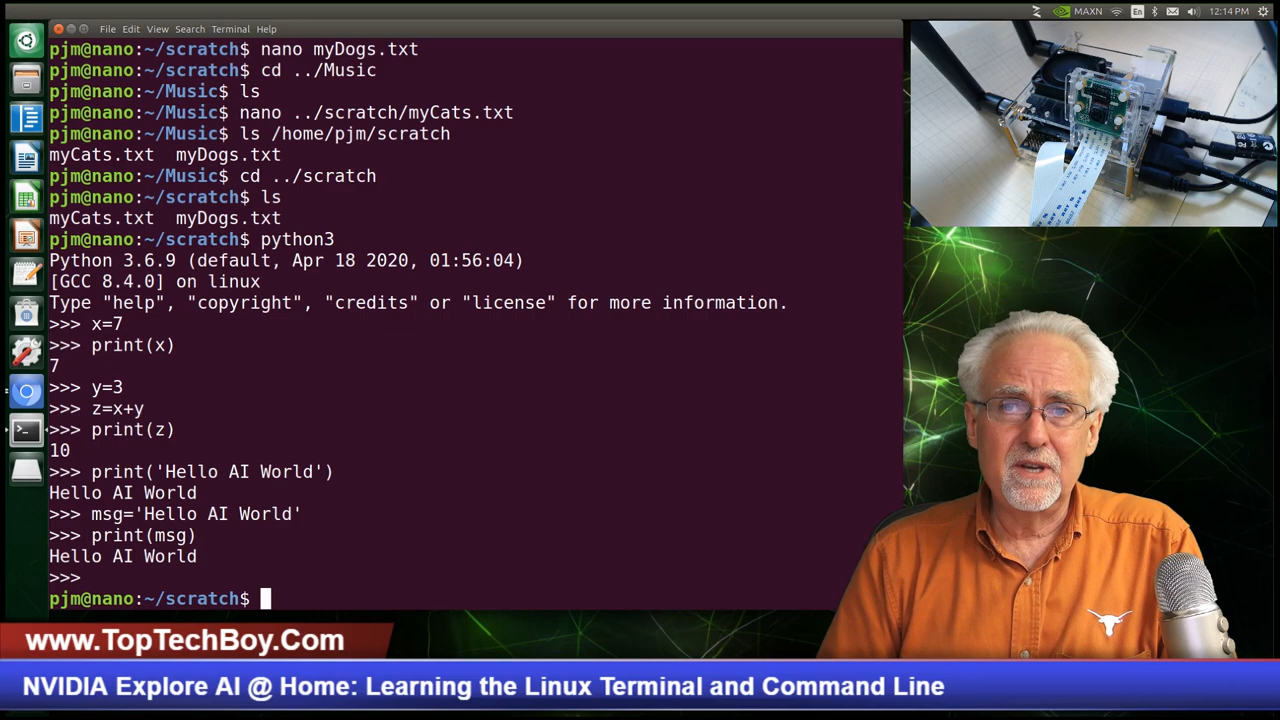 File Edit View Search Terminal Help
MAXN En 12:14 PM
pjm@nano:~/scratch$ nano myDogs.txt
pjm@nano:~/scratch$ cd ../Music
pjm@nano:~/Music$ ls
pjm@nano:~/Music$ nano ../scratch/myCats.txt
pjm@nano:~/Music$ ls /home/pjm/scratch
myCats.txt  myDogs.txt
pjm@nano:~/Music$ cd ../scratch
pjm@nano:~/scratch$ ls
myCats.txt  myDogs.txt
pjm@nano:~/scratch$ python3
Python 3.6.9 (default, Apr 18 2020, 01:56:04)
[GCC 8.4.0] on linux
Type "help", "copyright", "credits" or "license" for more information.
>>> x=7
>>> print(x)
7
>>> y=3
>>> z=x+y
>>> print(z)
10
>>> print('Hello AI World')
Hello AI World
>>> msg='Hello AI World'
>>> print(msg)
Hello AI World
>>>
pjm@nano:~/scratch$
www.TopTechBoy.Com
NVIDIA Explore AI @ Home: Learning the Linux Terminal and Command Line